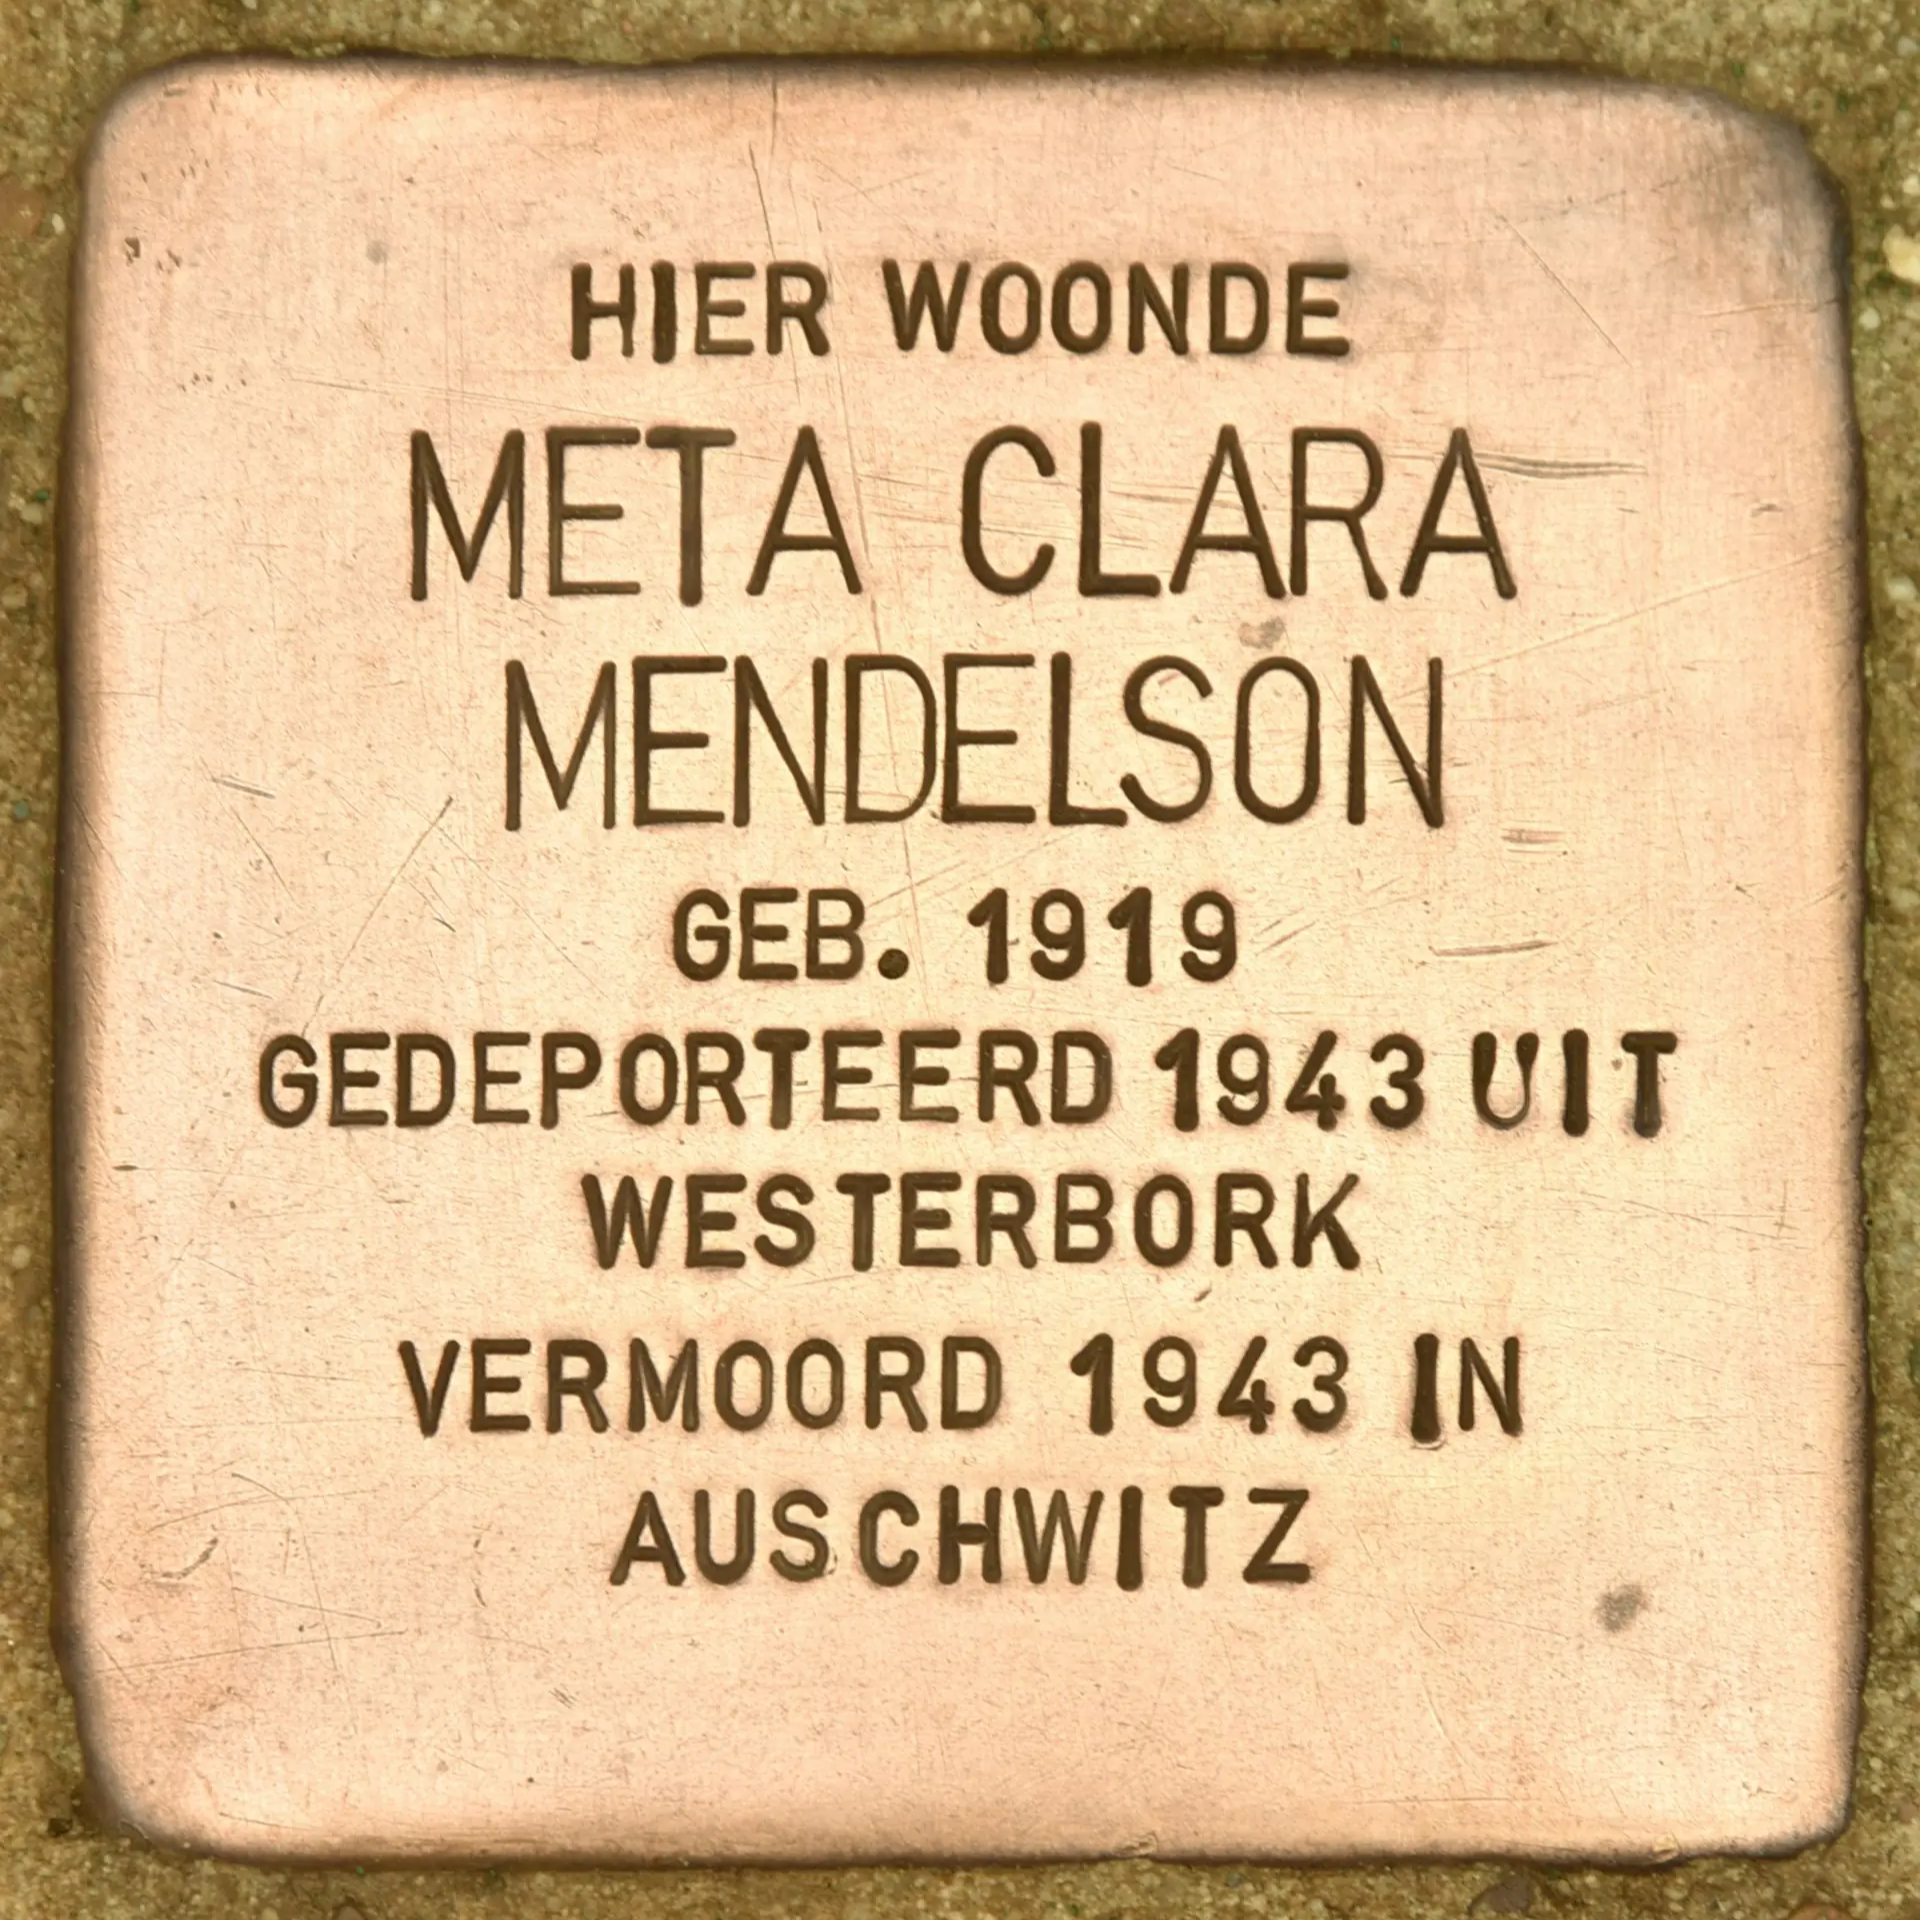 HIER WOONDE
META CLARA
MENDELSON
GEB. 1919
GEDEPORTEERD 1943 UIT
WESTERBORK
VERMOORD 1943 IN
AUSCHWITZ